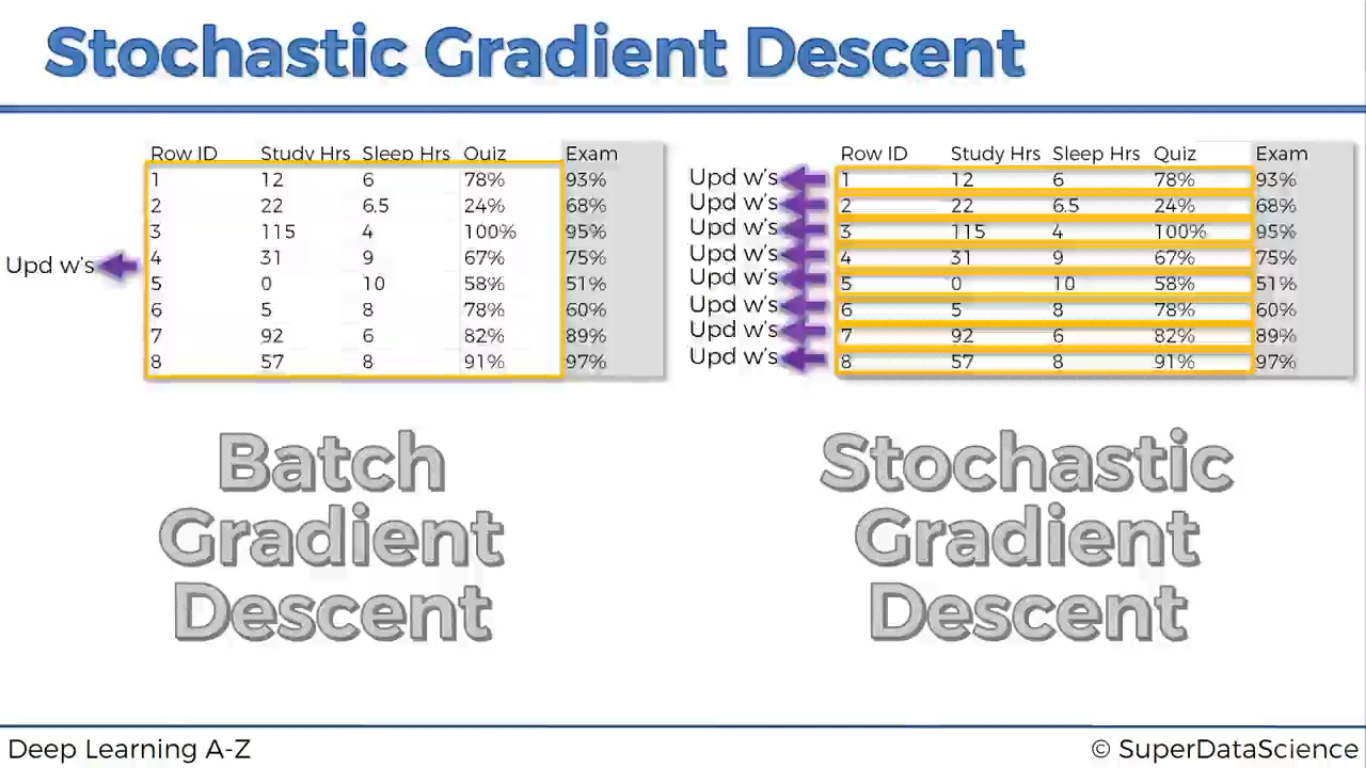 Stochastic Gradient Descent
Row ID Study Hrs Sleep Hrs Quiz Exam
1 12 6 78% 93%
2 22 6.5 24% 68%
3 115 4 100% 95%
4 31 9 67% 75%
5 0 10 58% 51%
6 5 8 78% 60%
7 92 6 82% 89%
8 57 8 91% 97%
Upd w's
Row ID Study Hrs Sleep Hrs Quiz Exam
Upd w's 1 12 6 78% 93%
Upd w's 2 22 6.5 24% 68%
Upd w's 3 115 4 100% 95%
Upd w's 4 31 9 67% 75%
Upd w's 5 0 10 58% 51%
Upd w's 6 5 8 78% 60%
Upd w's 7 92 6 82% 89%
Upd w's 8 57 8 91% 97%
Batch
Gradient
Descent
Stochastic
Gradient
Descent
Deep Learning A-Z
© SuperDataScience